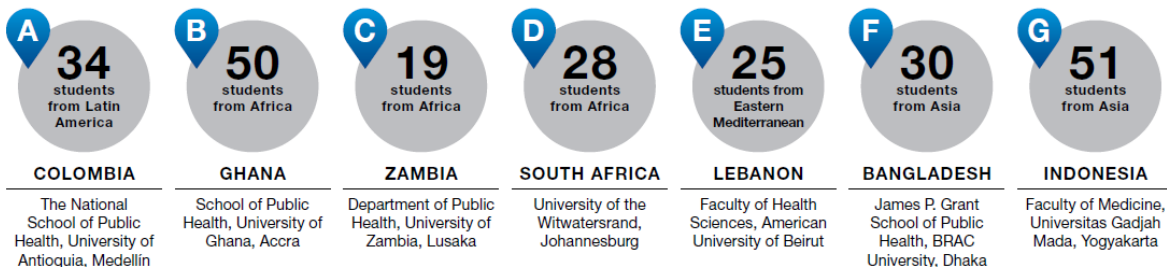 A
34
students
from Latin
America
COLOMBIA
The National
School of Public
Health, University of
Antioquia, Medellín
B
50
students
from Africa
GHANA
School of Public
Health, University of
Ghana, Accra
C
19
students
from Africa
ZAMBIA
Department of Public
Health, University of
Zambia, Lusaka
D
28
students
from Africa
SOUTH AFRICA
University of the
Witwatersrand,
Johannesburg
E
25
students from
Eastern
Mediterranean
LEBANON
Faculty of Health
Sciences, American
University of Beirut
F
30
students
from Asia
BANGLADESH
James P. Grant
School of Public
Health, BRAC
University, Dhaka
G
51
students
from Asia
INDONESIA
Faculty of Medicine,
Universitas Gadjah
Mada, Yogyakarta